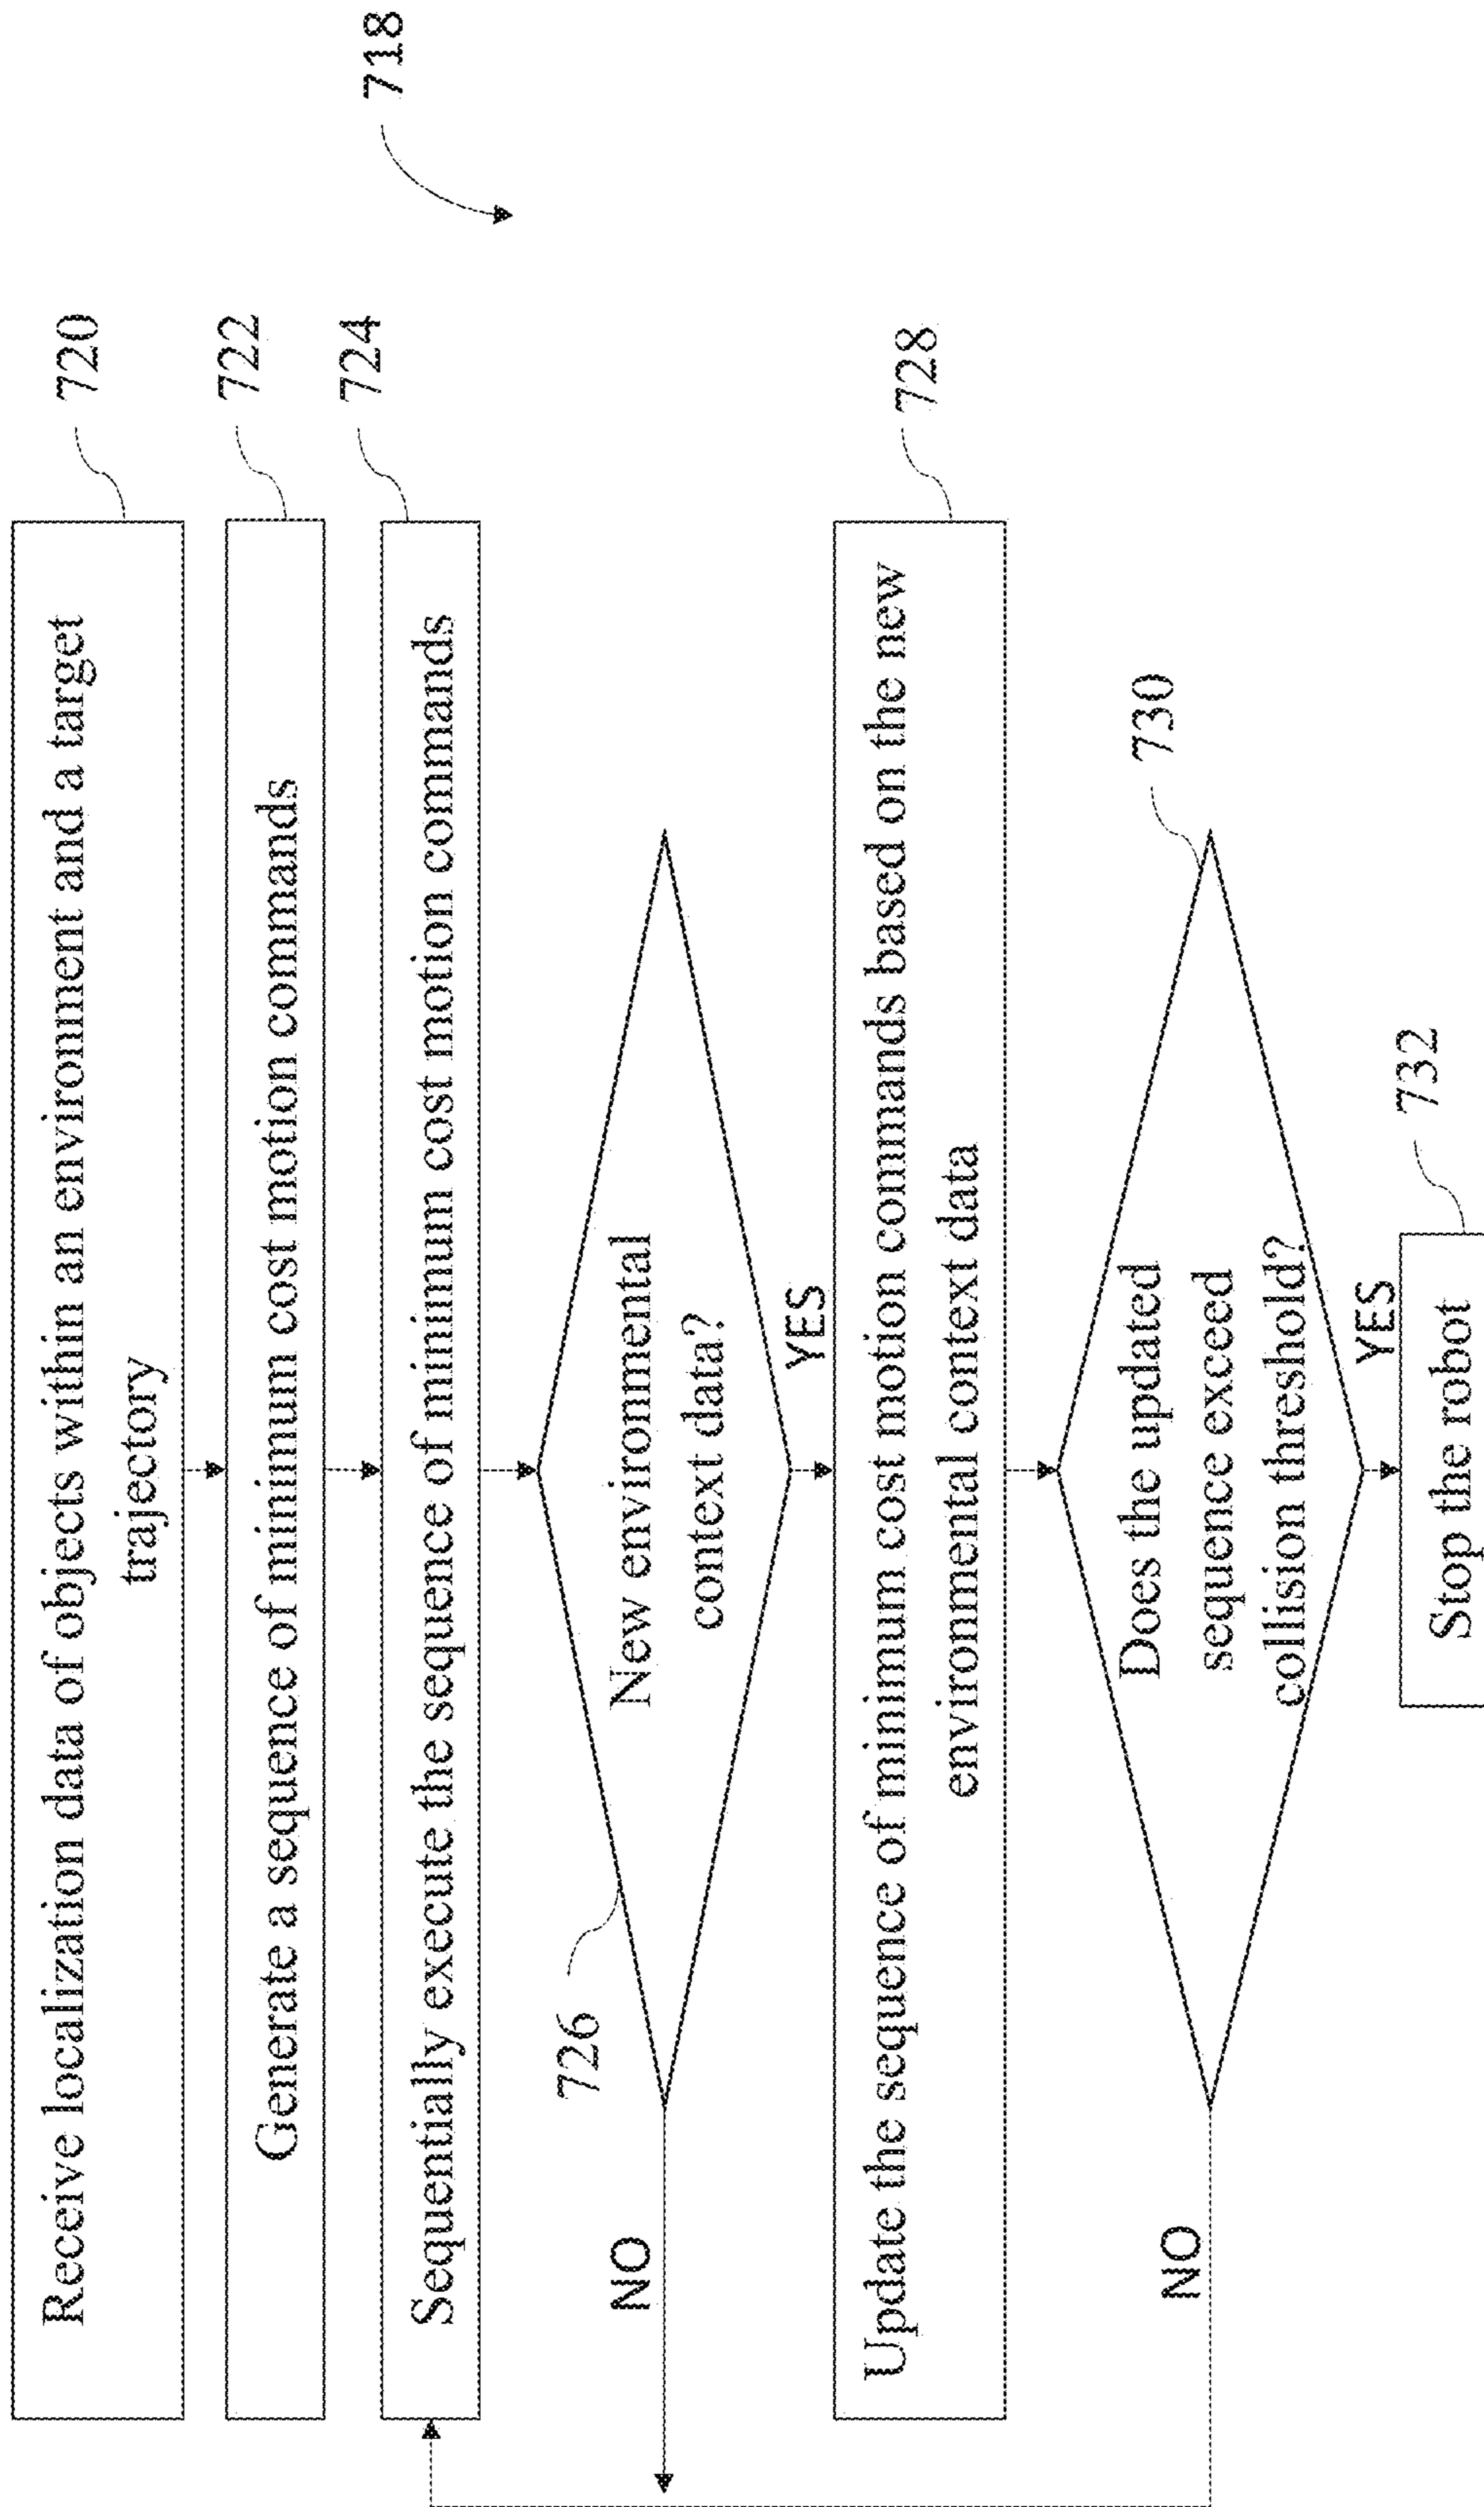 718
720
Receive localization data of objects within an environment and a target
trajectory
722
Generate a sequence of minimum cost motion commands
724
Sequentially execute the sequence of minimum cost motion commands
726
New environmental
context data?
NO
YES
728
Update the sequence of minimum cost motion commands based on the new
environmental context data
730
Does the updated
sequence exceed
collision threshold?
NO
YES
732
Stop the robot